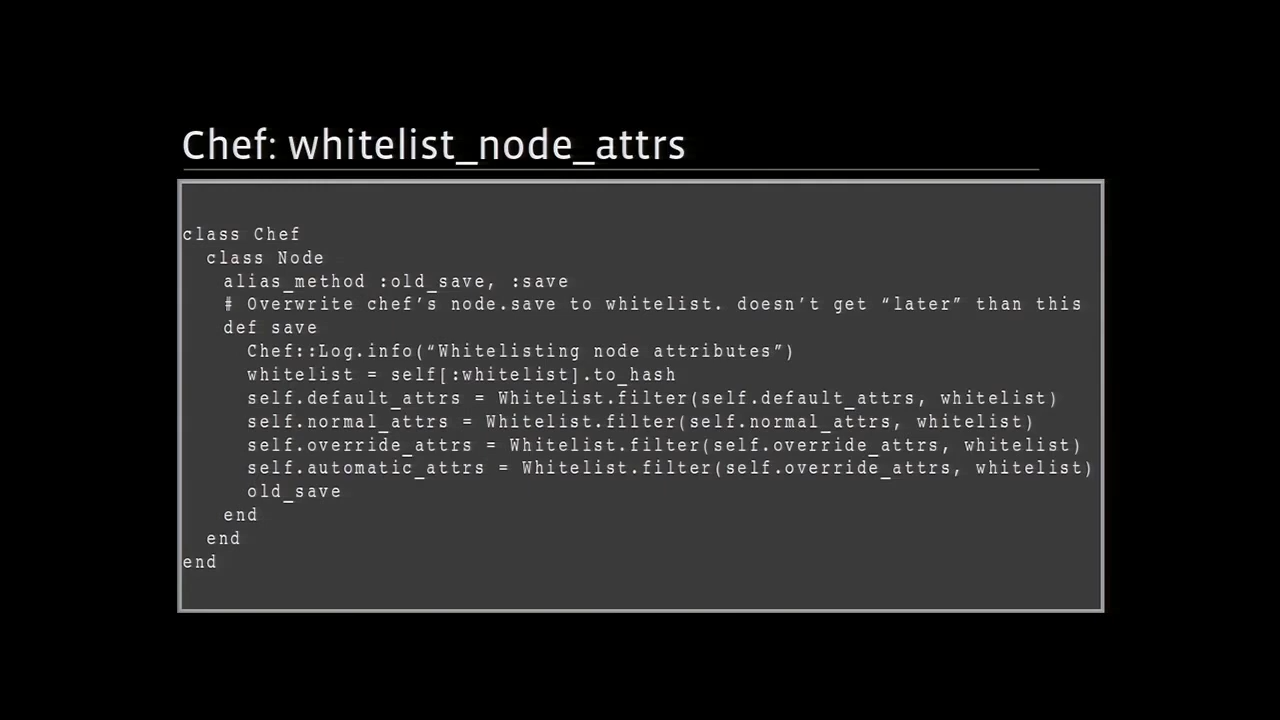 Chef: whitelist_node_attrs
class Chef
class Node
alias_method :old_save, :save
# Overwrite chef’s node.save to whitelist. doesn’t get “later” than this
def save
Chef::Log.info(“Whitelisting node attributes”)
whitelist = self[:whitelist].to_hash
self.default_attrs = Whitelist.filter(self.default_attrs, whitelist)
self.normal_attrs = Whitelist.filter(self.normal_attrs, whitelist)
self.override_attrs = Whitelist.filter(self.override_attrs, whitelist)
self.automatic_attrs = Whitelist.filter(self.override_attrs, whitelist)
old_save
end
end
end